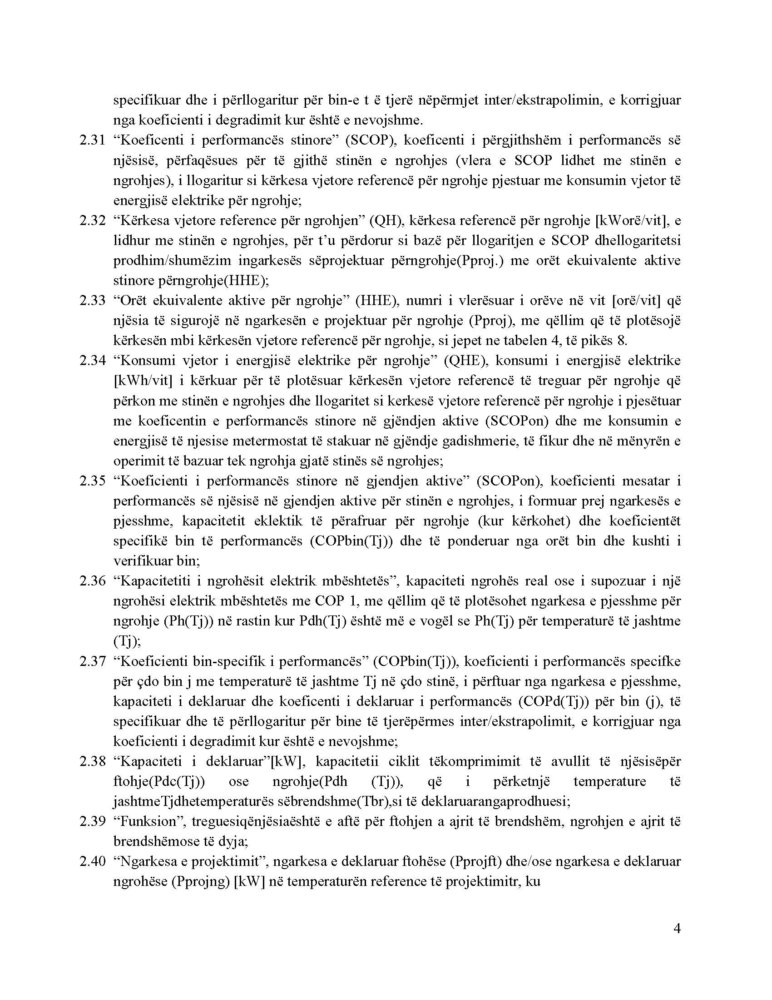 specifikuar dhe i përllogaritur për bin-e t ë tjerë nëpërmjet inter/ekstrapolimin, e korrigjuar
nga koeficienti i degradimit kur është e nevojshme.
2.31 “Koeficenti i performancës stinore” (SCOP), koeficenti i përgjithshëm i performancës së
njësisë, përfaqësues për të gjithë stinën e ngrohjes (vlera e SCOP lidhet me stinën e
ngrohjes), i llogaritur si kërkesa vjetore referencë për ngrohje pjestuar me konsumin vjetor të
energjisë elektrike për ngrohje;
2.32 “Kërkesa vjetore reference për ngrohjen” (QH), kërkesa referencë për ngrohje [kWorë/vit], e
lidhur me stinën e ngrohjes, për t’u përdorur si bazë për llogaritjen e SCOP dhellogaritetsi
prodhim/shumëzim ingarkesës sëprojektuar përngrohje(Pproj.) me orët ekuivalente aktive
stinore përngrohje(HHE);
2.33 “Orët ekuivalente aktive për ngrohje” (HHE), numri i vlerësuar i orëve në vit [orë/vit] që
njësia të sigurojë në ngarkesën e projektuar për ngrohje (Pproj), me qëllim që të plotësojë
kërkesën mbi kërkesën vjetore referencë për ngrohje, si jepet ne tabelen 4, të pikës 8.
2.34 “Konsumi vjetor i energjisë elektrike për ngrohje” (QHE), konsumi i energjisë elektrike
[kWh/vit] i kërkuar për të plotësuar kërkesën vjetore referencë të treguar për ngrohje që
përkon me stinën e ngrohjes dhe llogaritet si kerkesë vjetore referencë për ngrohje i pjesëtuar
me koeficentin e performancës stinore në gjëndjen aktive (SCOPon) dhe me konsumin e
energjisë të njesise metermostat të stakuar në gjëndje gadishmerie, të fikur dhe në mënyrën e
operimit të bazuar tek ngrohja gjatë stinës së ngrohjes;
2.35 “Koeficienti i performancës stinore në gjendjen aktive” (SCOPon), koeficienti mesatar i
performancës së njësisë në gjendjen aktive për stinën e ngrohjes, i formuar prej ngarkesës e
pjesshme, kapacitetit eklektik të përafruar për ngrohje (kur kërkohet) dhe koeficientët
specifikë bin të performancës (COPbin(Tj)) dhe të ponderuar nga orët bin dhe kushti i
verifikuar bin;
2.36 “Kapacitetiti i ngrohësit elektrik mbështetës”, kapaciteti ngrohës real ose i supozuar i një
ngrohësi elektrik mbështetës me COP 1, me qëllim që të plotësohet ngarkesa e pjesshme për
ngrohje (Ph(Tj)) në rastin kur Pdh(Tj) është më e vogël se Ph(Tj) për temperaturë të jashtme
(Tj);
2.37 “Koeficienti bin-specifik i performancës” (COPbin(Tj)), koeficienti i performancës specifke
për çdo bin j me temperaturë të jashtme Tj në çdo stinë, i përftuar nga ngarkesa e pjesshme,
kapaciteti i deklaruar dhe koeficenti i deklaruar i performancës (COPd(Tj)) për bin (j), të
specifikuar dhe të përllogaritur për bine të tjerëpërmes inter/ekstrapolimit, e korrigjuar nga
koeficienti i degradimit kur është e nevojshme;
2.38 “Kapaciteti i deklaruar”[kW], kapacitetii ciklit tëkomprimimit të avullit të njësisëpër
ftohje(Pdc(Tj)) ose ngrohje(Pdh (Tj)), që i përketnjë temperature të
jashtmeTjdhetemperaturës sëbrendshme(Tbr),si të deklaruarangaprodhuesi;
2.39 “Funksion”, treguesiqënjësiaështë e aftë për ftohjen a ajrit të brendshëm, ngrohjen e ajrit të
brendshëmose të dyja;
2.40 “Ngarkesa e projektimit”, ngarkesa e deklaruar ftohëse (Pprojft) dhe/ose ngarkesa e deklaruar
ngrohëse (Pprojng) [kW] në temperaturën reference të projektimitr, ku
4